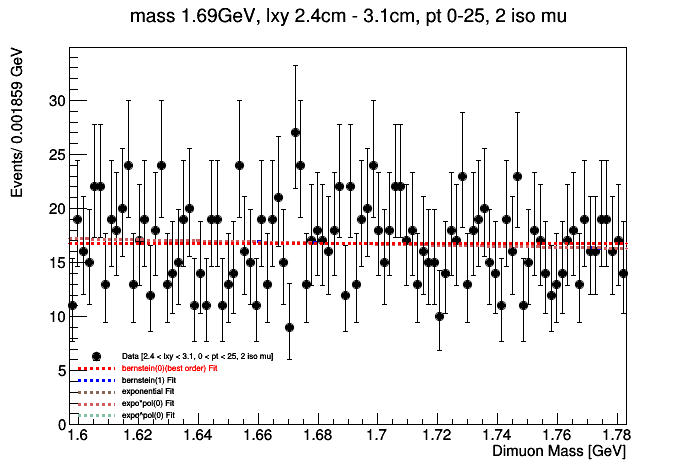 mass 1.69GeV, lxy 2.4cm - 3.1cm, pt 0-25, 2 iso mu
Events/ 0.001859 GeV
30
25
20
15
10
5
0
Data [2.4 < lxy < 3.1, 0 < pt < 25, 2 iso mu]
bernstein(0)(best order) Fit
bernstein(1) Fit
exponential Fit
expo*pol(0) Fit
expo*pol(0) Fit
1.6 1.62 1.64 1.66 1.68 1.7 1.72 1.74 1.76 1.78
Dimuon Mass [GeV]